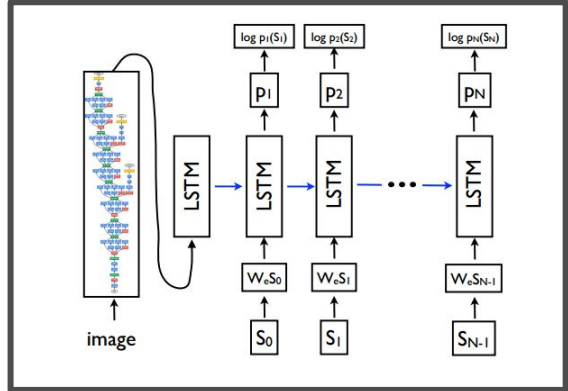 log p₁(S₁) log p₂(S₂) log pN(SN)
p₁ p₂ pN
LSTM LSTM LSTM LSTM
WₑS₀ WₑS₁ WₑSN-1
image S₀ S₁ SN-1